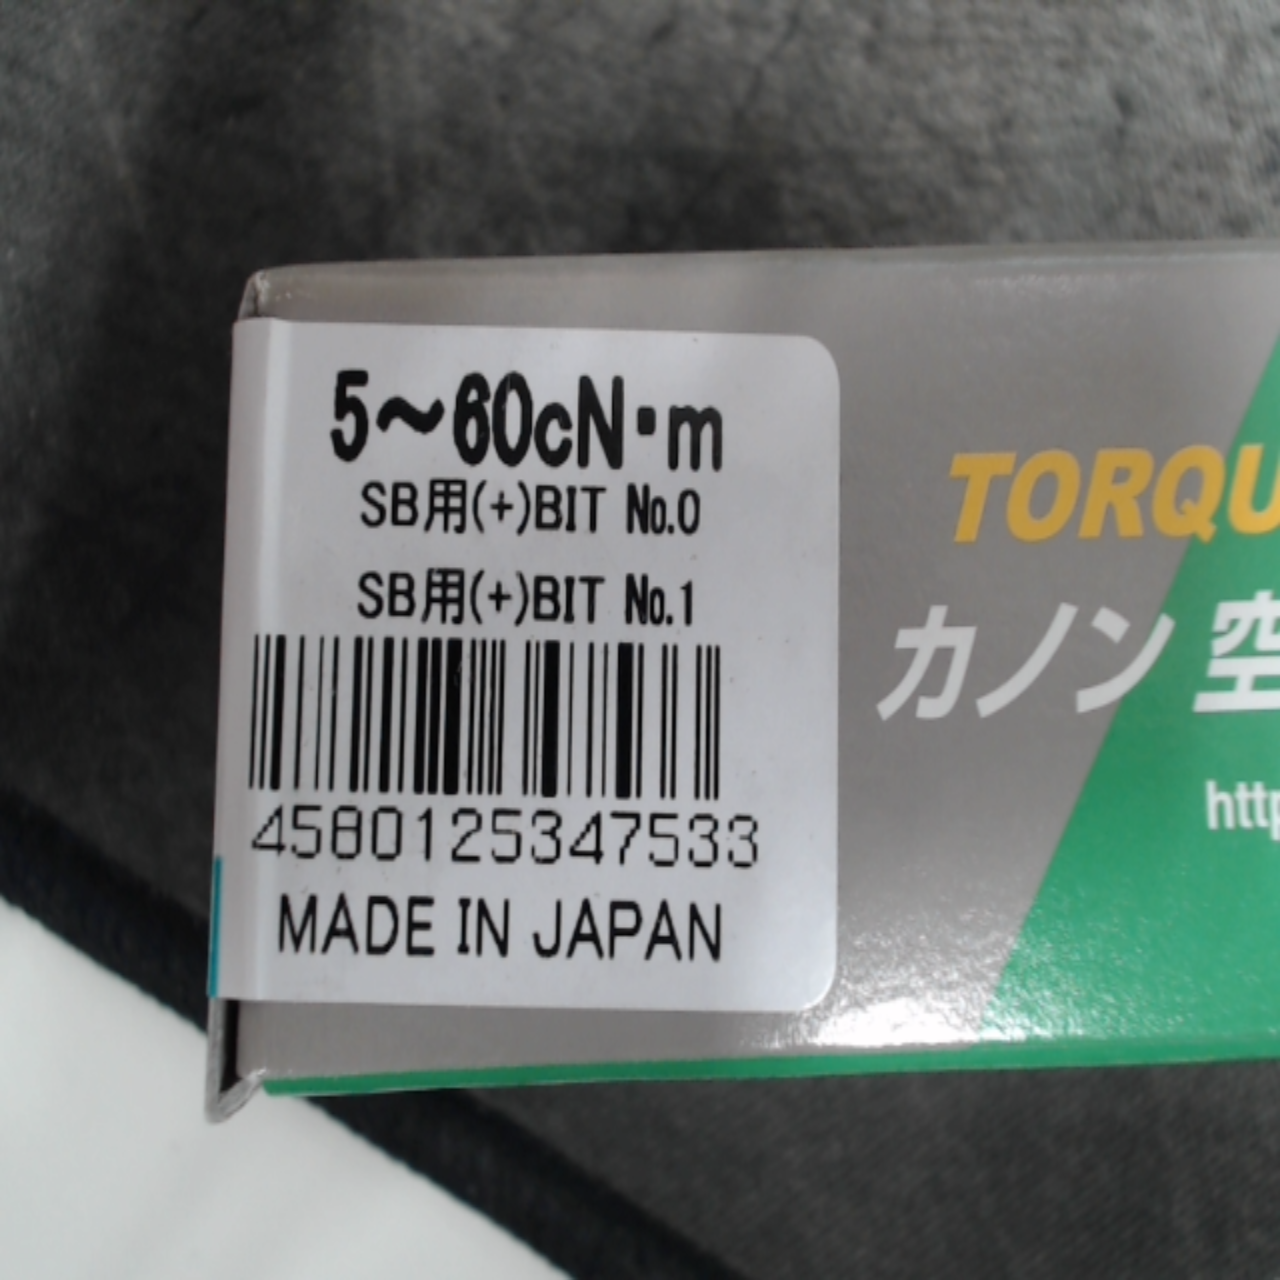 5～60cN・m
SB用(+)BIT No.0
SB用(+)BIT No.1
4580125347533
MADE IN JAPAN
TORQU
カノン 空
http